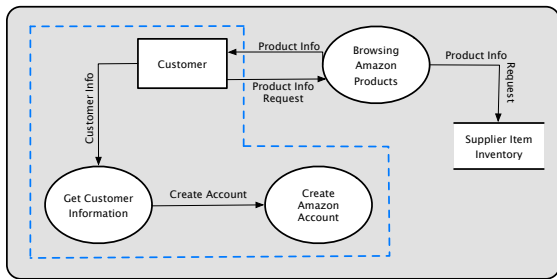 Product Info
Customer
Browsing
Amazon
Products
Product Info
Product Info
Request
Request
Customer Info
Supplier Item
Inventory
Get Customer
Information
Create Account
Create
Amazon
Account